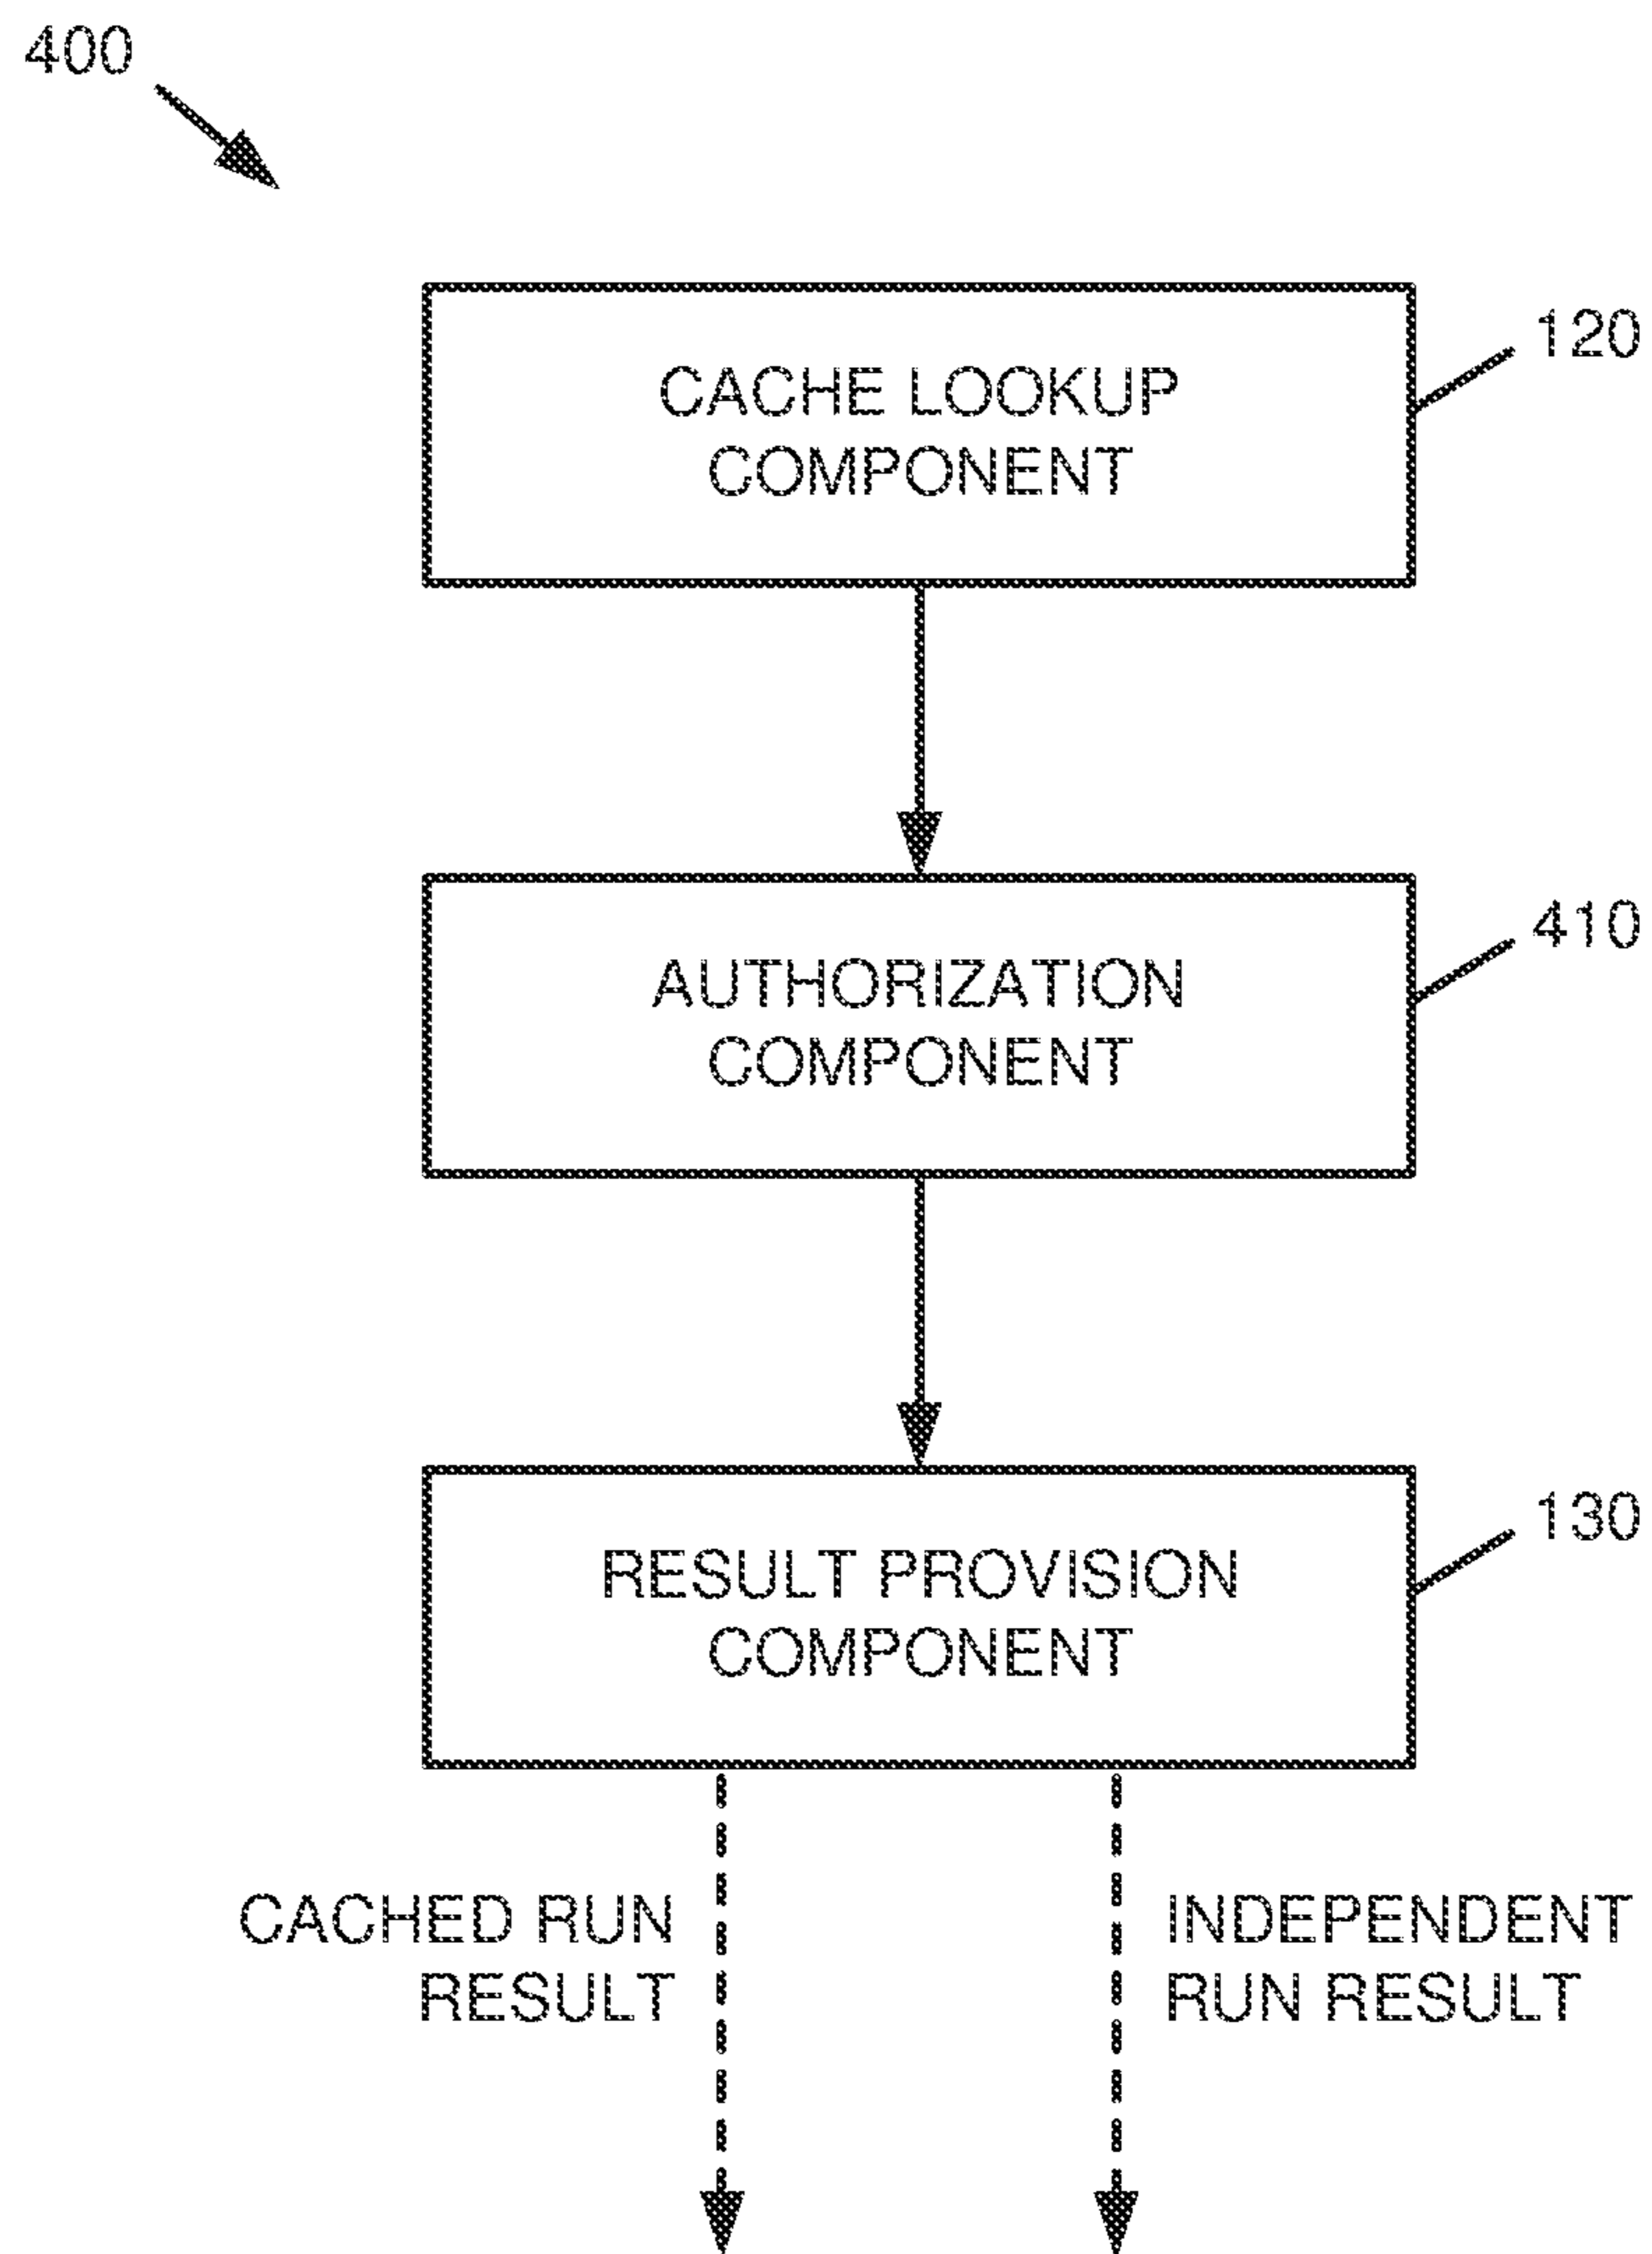 400
120
CACHE LOOKUP
COMPONENT
410
AUTHORIZATION
COMPONENT
130
RESULT PROVISION
COMPONENT
CACHED RUN
RESULT
INDEPENDENT
RUN RESULT